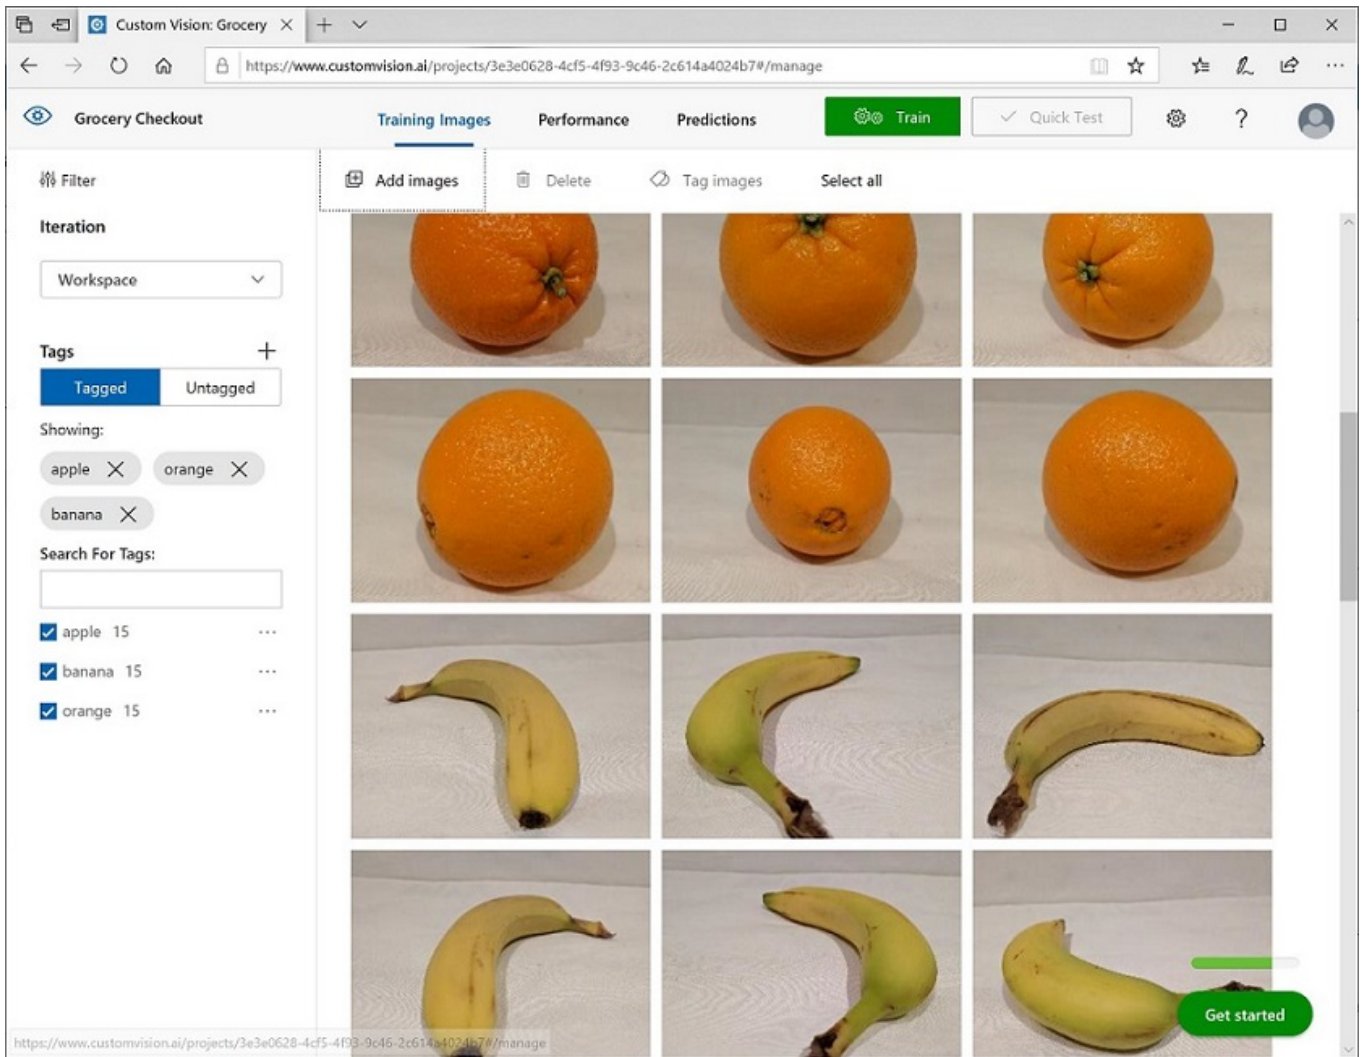 Custom Vision: Grocery
https://www.customvision.ai/projects/3e3e0628-4cf5-4f93-9c46-2c614a4024b7#/manage
Grocery Checkout
Training Images
Performance
Predictions
Train
Quick Test
?
Filter
Add images
Delete
Tag images
Select all
Iteration
Workspace
Tags
Tagged
Untagged
Showing:
apple
orange
banana
Search For Tags:
apple 15
banana 15
orange 15
Get started
https://www.customvision.ai/projects/3e3e0628-4cf5-4f93-9c46-2c614a4024b7#/manage